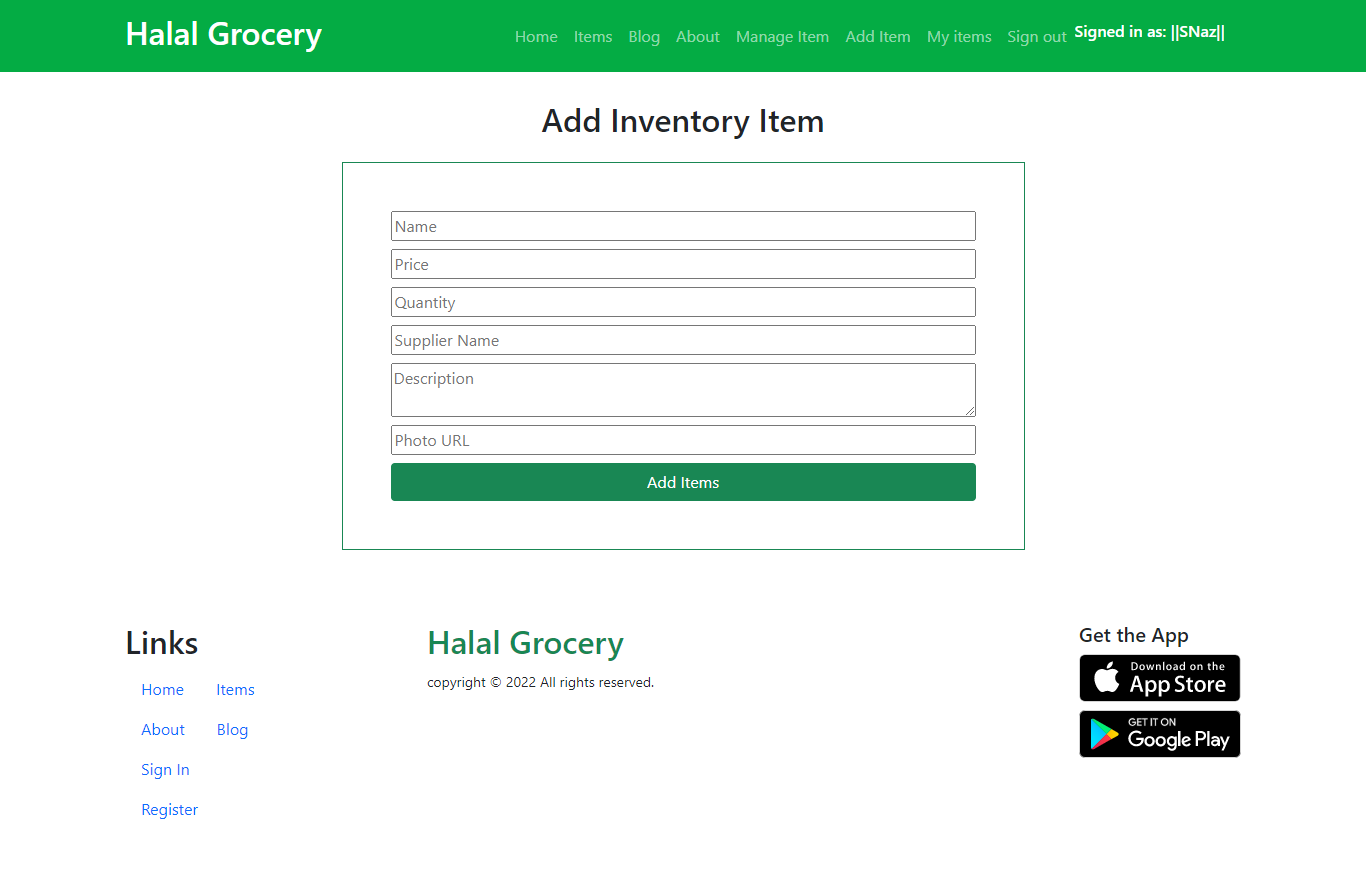 Halal Grocery
Home Items Blog About Manage Item Add Item My items Sign out Signed in as: ||SNaz||
Add Inventory Item
Name
Price
Quantity
Supplier Name
Description
Photo URL
Add Items
Links
Home Items
About Blog
Sign In
Register
Halal Grocery
copyright © 2022 All rights reserved.
Get the App
Download on the
App Store
GET IT ON
Google Play